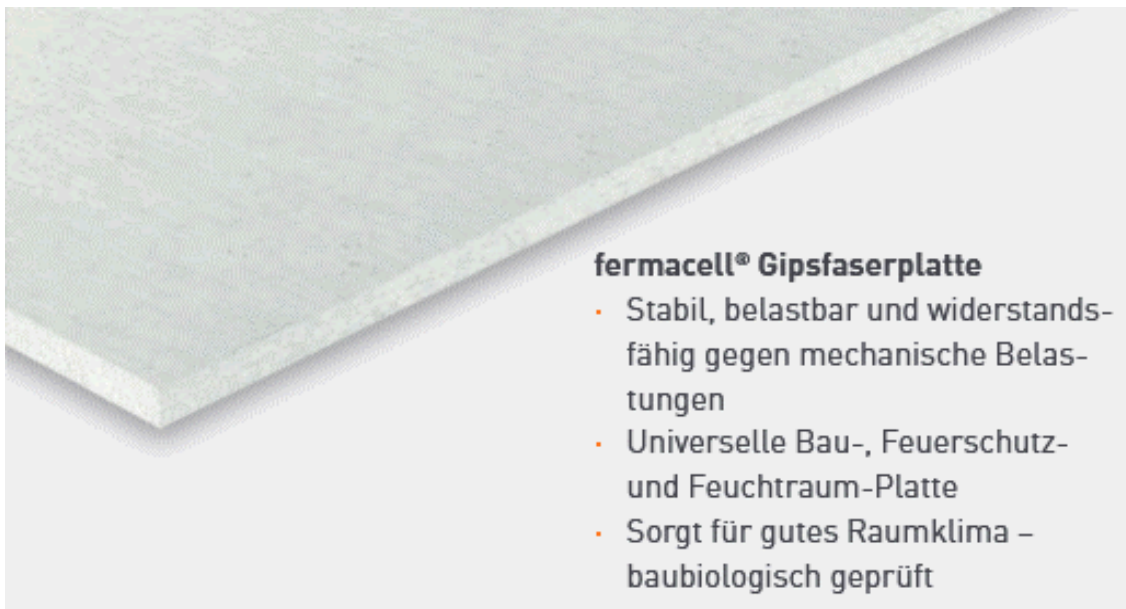 fermacell® Gipsfaserplatte
· Stabil, belastbar und widerstands-
fähig gegen mechanische Belas-
tungen
· Universelle Bau-, Feuerschutz-
und Feuchtraum-Platte
· Sorgt für gutes Raumklima –
baubiologisch geprüft